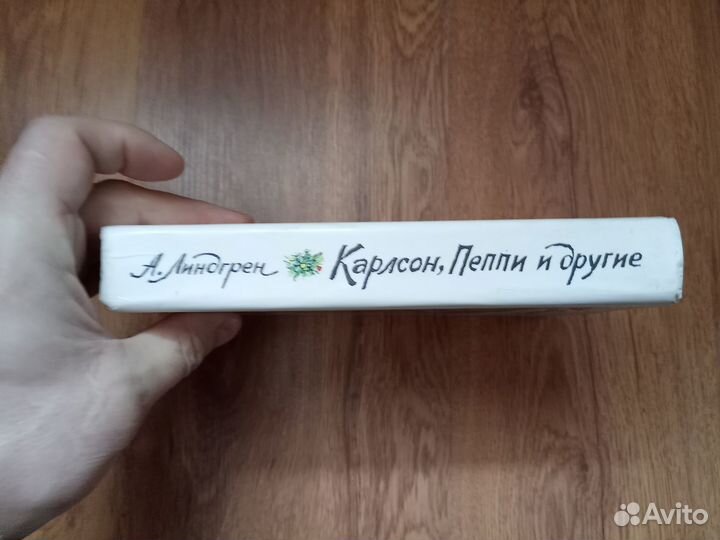 А. Линдгрен Карлсон, Пеппи и другие
Avito